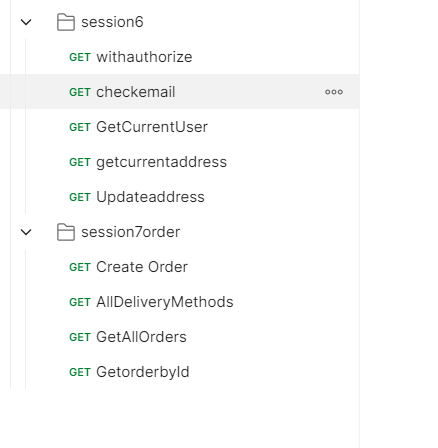 session6
GET withauthorize
GET checkemail
GET GetCurrentUser
GET getcurrentaddress
GET Updateaddress
session7order
GET Create Order
GET AllDeliveryMethods
GET GetAllOrders
GET GetorderbyId